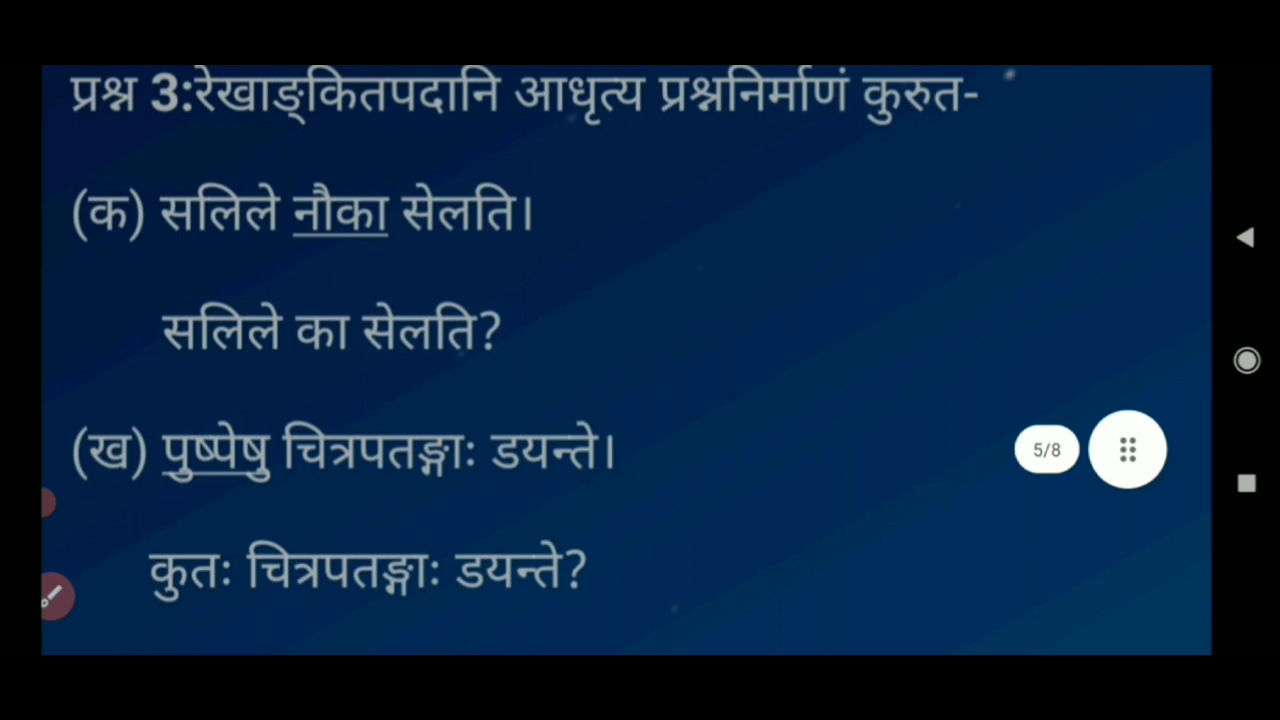 प्रश्न 3:रेखाङ्कितपदानि आधृत्य प्रश्ननिर्माणं कुरुत-
(क) सलिले नौका सेलति।
सलिले का सेलति?
(ख) पुष्पेषु चित्रपतङ्गाः डयन्ते।
5/8
कुतः चित्रपतङ्गाः डयन्ते?